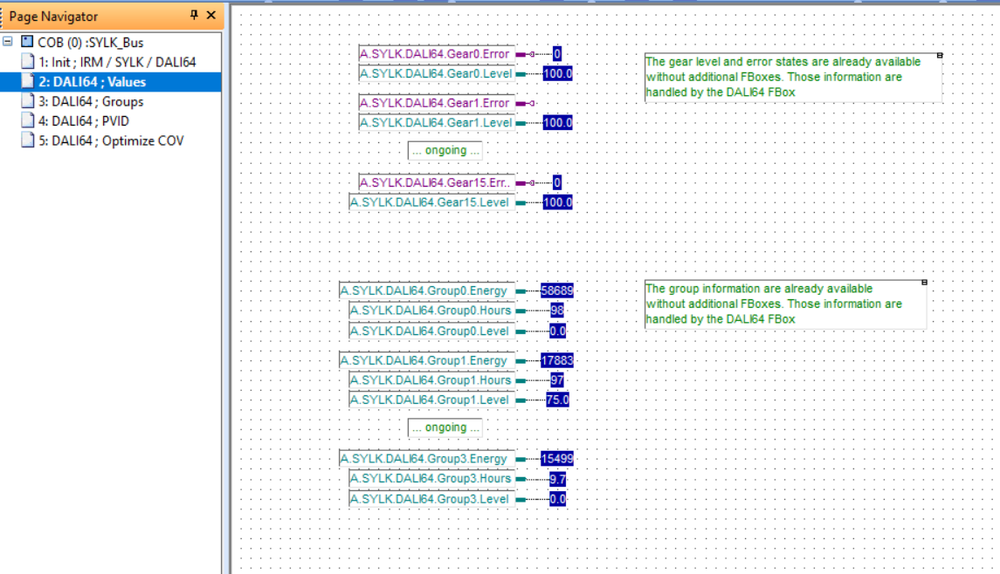 Page Navigator
COB (0) :SYLK_Bus
1: Init ; IRM / SYLK / DALI64
2: DALI64 ; Values
3: DALI64 ; Groups
4: DALI64 ; PVID
5: DALI64 ; Optimize COV
A.SYLK.DALI64.Gear0.Error 0
A.SYLK.DALI64.Gear0.Level 100.0
A.SYLK.DALI64.Gear1.Error
A.SYLK.DALI64.Gear1.Level 100.0
... ongoing ...
A.SYLK.DALI64.Gear15.Err.. 0
A.SYLK.DALI64.Gear15.Level 100.0
The gear level and error states are already available
without additional FBoxes. Those information are
handled by the DALI64 FBox
A.SYLK.DALI64.Group0.Energy 58689
A.SYLK.DALI64.Group0.Hours 98
A.SYLK.DALI64.Group0.Level 0.0
A.SYLK.DALI64.Group1.Energy 17883
A.SYLK.DALI64.Group1.Hours 97
A.SYLK.DALI64.Group1.Level 75.0
... ongoing ...
A.SYLK.DALI64.Group3.Energy 15499
A.SYLK.DALI64.Group3.Hours 9.7
A.SYLK.DALI64.Group3.Level 0.0
The group information are already available
without additional FBoxes. Those information are
handled by the DALI64 FBox